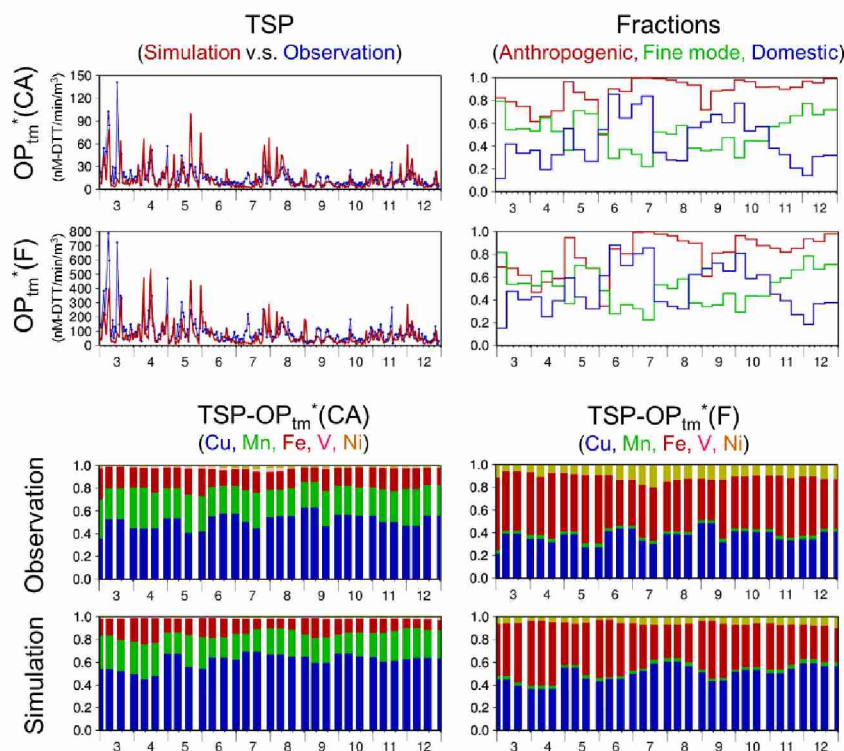 TSP
(Simulation v.s. Observation)
Fractions
(Anthropogenic, Fine mode, Domestic)
OPtm*(CA)
(nM-DTT/min/m3)
150
120
90
60
30
0
3 4 5 6 7 8 9 10 11 12
1.0
0.8
0.6
0.4
0.2
0.0
3 4 5 6 7 8 9 10 11 12
OPtm*(F)
(nM-DTT/min/m3)
800
700
600
500
400
300
200
100
0
3 4 5 6 7 8 9 10 11 12
1.0
0.8
0.6
0.4
0.2
0.0
3 4 5 6 7 8 9 10 11 12
TSP-OPtm*(CA)
(Cu, Mn, Fe, V, Ni)
TSP-OPtm*(F)
(Cu, Mn, Fe, V, Ni)
Observation
1.0
0.8
0.6
0.4
0.2
0.0
3 4 5 6 7 8 9 10 11 12
1.0
0.8
0.6
0.4
0.2
0.0
3 4 5 6 7 8 9 10 11 12
Simulation
1.0
0.8
0.6
0.4
0.2
0.0
3 4 5 6 7 8 9 10 11 12
1.0
0.8
0.6
0.4
0.2
0.0
3 4 5 6 7 8 9 10 11 12